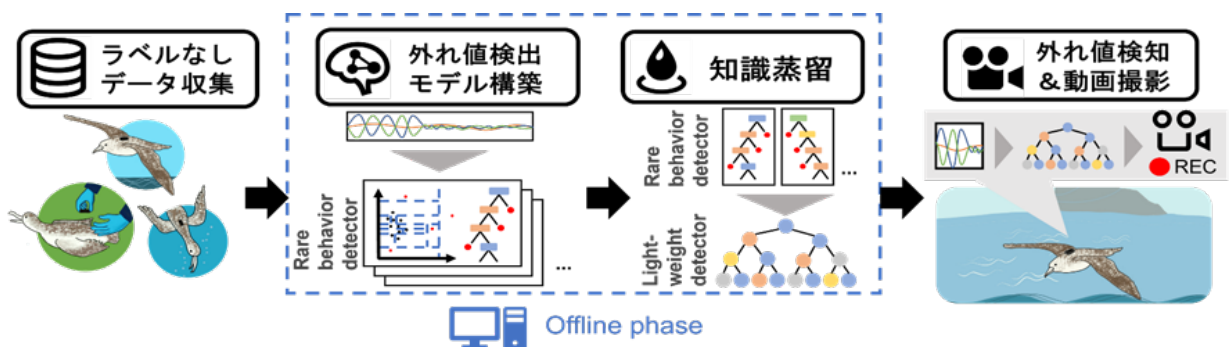 ラベルなし
データ収集
外れ値検出
モデル構築
Rare
behavior
detector
...
知識蒸留
Rare
behavior
detector
...
Light-
weight
detector
外れ値検知
&動画撮影
REC
Offline phase